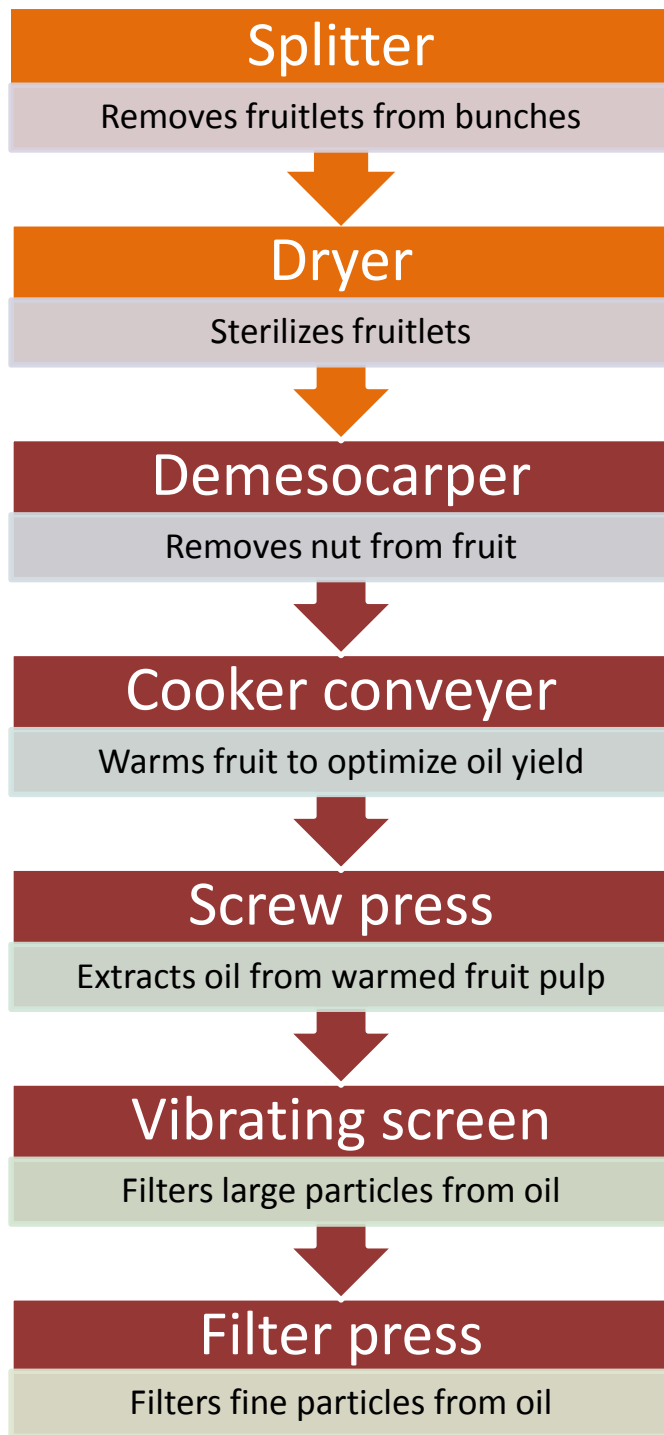 Splitter
Removes fruitlets from bunches
Dryer
Sterilizes fruitlets
Demesocarper
Removes nut from fruit
Cooker conveyer
Warms fruit to optimize oil yield
Screw press
Extracts oil from warmed fruit pulp
Vibrating screen
Filters large particles from oil
Filter press
Filters fine particles from oil